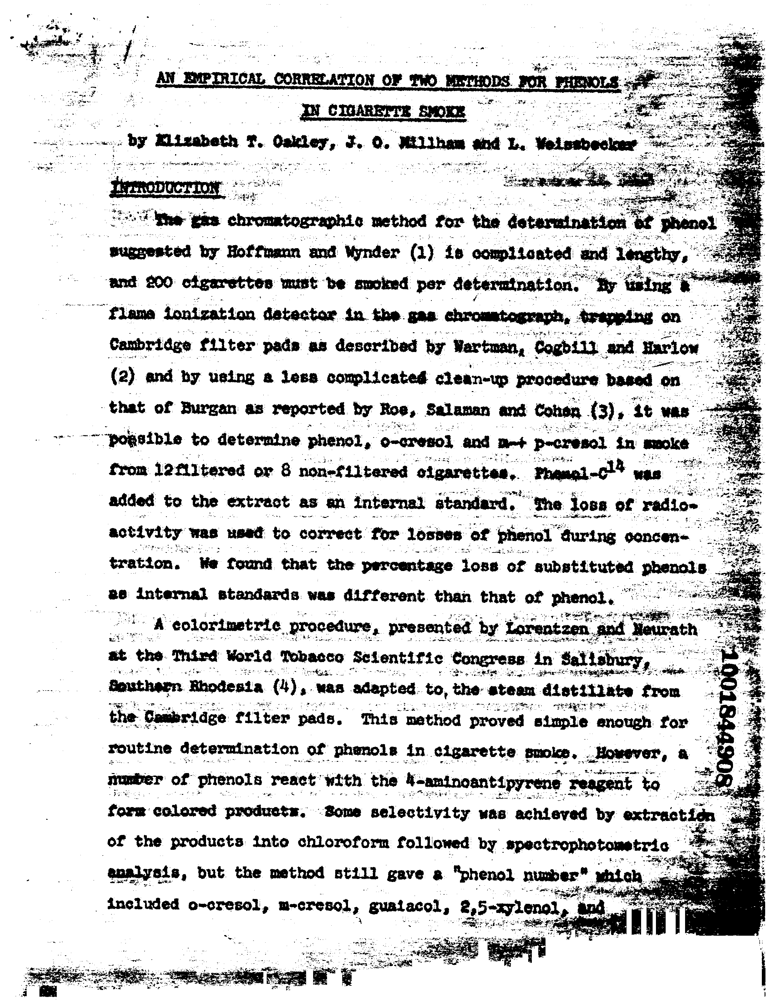 AN EMPIRICAL CORRELATION OF TWO METHODS FOR PHENOLS
IN CIGARETTE SMOKE
by Elizabeth T. Oakley, J. O. Millham and L. Weissbecker
INTRODUCTION
The gas chromatographic method for the determination of phenol
suggested by Hoffmann and Wynder (1) is complicated and lengthy,
and 200 cigarettes must be smoked per determination. By using a
flame ionization detector in the gas chromatograph, trapping on
Cambridge filter pads as described by Wartman, Cogbill and Harlow
(2) and by using a less complicated clean-up procedure based on
that of Burgan as reported by Roe, Salaman and Cohen (3), it was
possible to determine phenol, o-cresol and m-+ p-cresol in smoke
from 12filtered or 8 non-filtered cigarettes. Phenol-C14 was
added to the extract as an internal standard. The loss of radio-
activity was used to correct for losses of phenol during concen-
tration. We found that the percentage loss of substituted phenols
as internal standards was different than that of phenol.
A colorimetric procedure, presented by Lorentzen and Neurath
at the Third World Tobacco Scientific Congress in Salisbury,
Southern Rhodesia (4), was adapted to, the steam distillate from
the Cambridge filter pads. This method proved simple enough for
routine determination of phenols in cigarette smoke. However, a
number of phenols react with the 4-aminoantipyrene reagent to
form colored products. Some selectivity was achieved by extraction
of the products into chloroform followed by spectrophotometric
analysis, but the method still gave a "phenol number" which
included o-cresol, m-cresol, guaiacol, 2,5-xylenol, and
1001844908